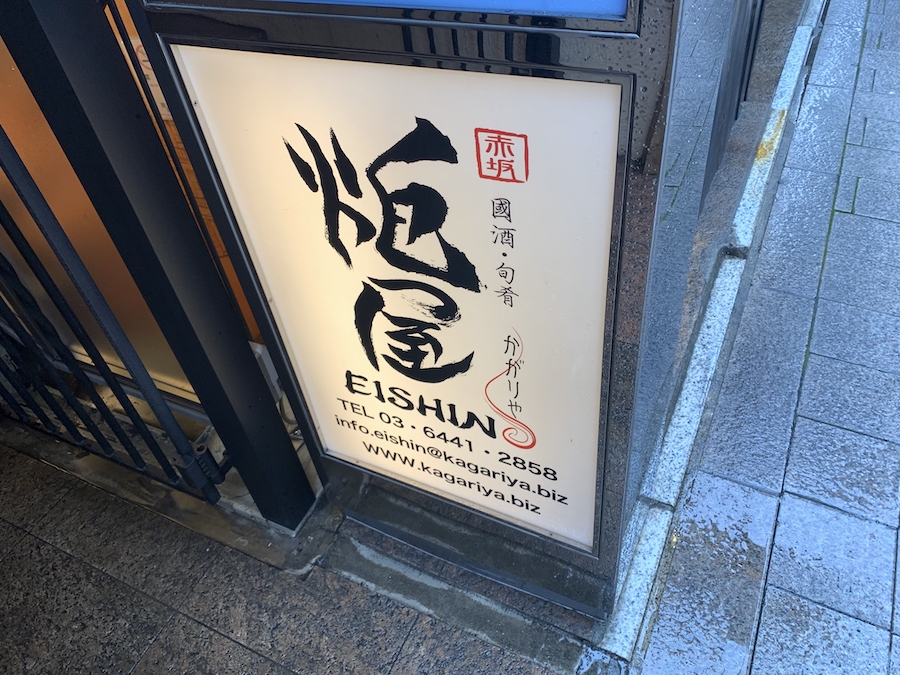 赤坂
國酒・旬肴
かがりや
屋
EISHIN
TEL 03・6441・2858
info.eishin@kagariya.biz
www.kagariya.biz